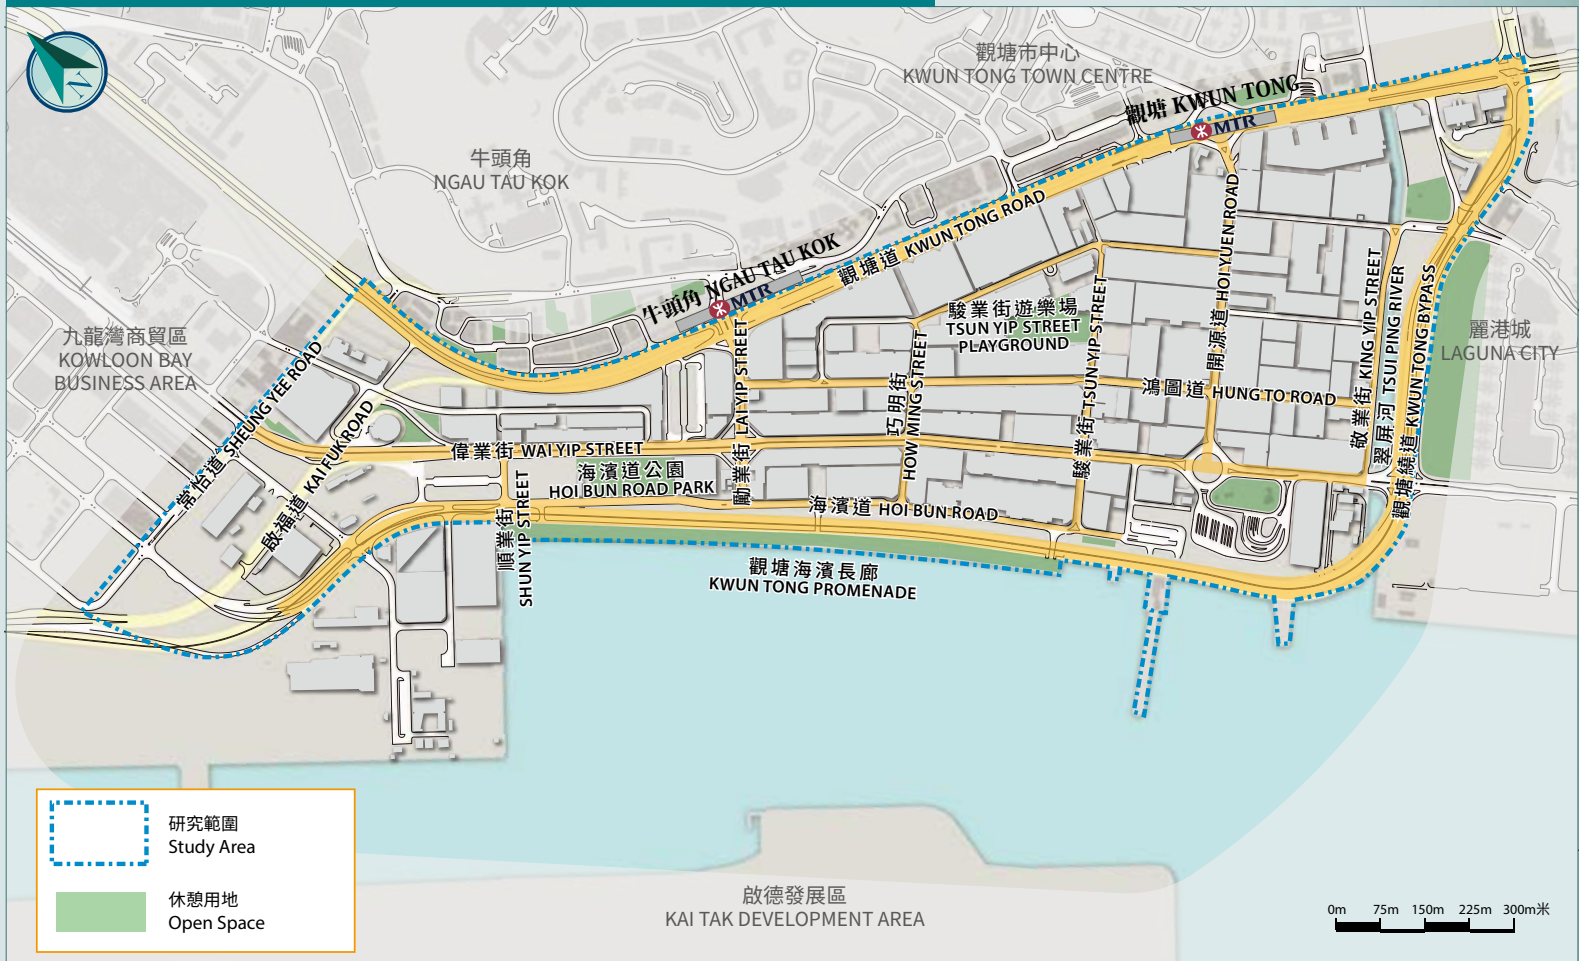 N
觀塘市中心
KWUN TONG TOWN CENTRE
觀塘 KWUN TONG
MTR
牛頭角
NGAU TAU KOK
牛頭角 NGAU TAU KOK
MTR
觀塘道 KWUN TONG ROAD
九龍灣商貿區
KOWLOON BAY
BUSINESS AREA
常怡道 SHEUNG YEE ROAD
啟福道 KAI FUK ROAD
偉業街 WAI YIP STREET
順業街
SHUN YIP STREET
海濱道公園
HOI BUN ROAD PARK
勵業街 LAI YIP STREET
海濱道 HOI BUN ROAD
巧明街
HOW MING STREET
駿業街遊樂場
TSUN YIP STREET
PLAYGROUND
駿業街 TSUN YIP STREET
開源道 HOI YUEN ROAD
鴻圖道 HUNG TO ROAD
敬業街 KING YIP STREET
翠屏河 TSUI PING RIVER
觀塘繞道 KWUN TONG BYPASS
麗港城
LAGUNA CITY
觀塘海濱長廊
KWUN TONG PROMENADE
啟德發展區
KAI TAK DEVELOPMENT AREA
研究範圍
Study Area
休憩用地
Open Space
0m 75m 150m 225m 300m米